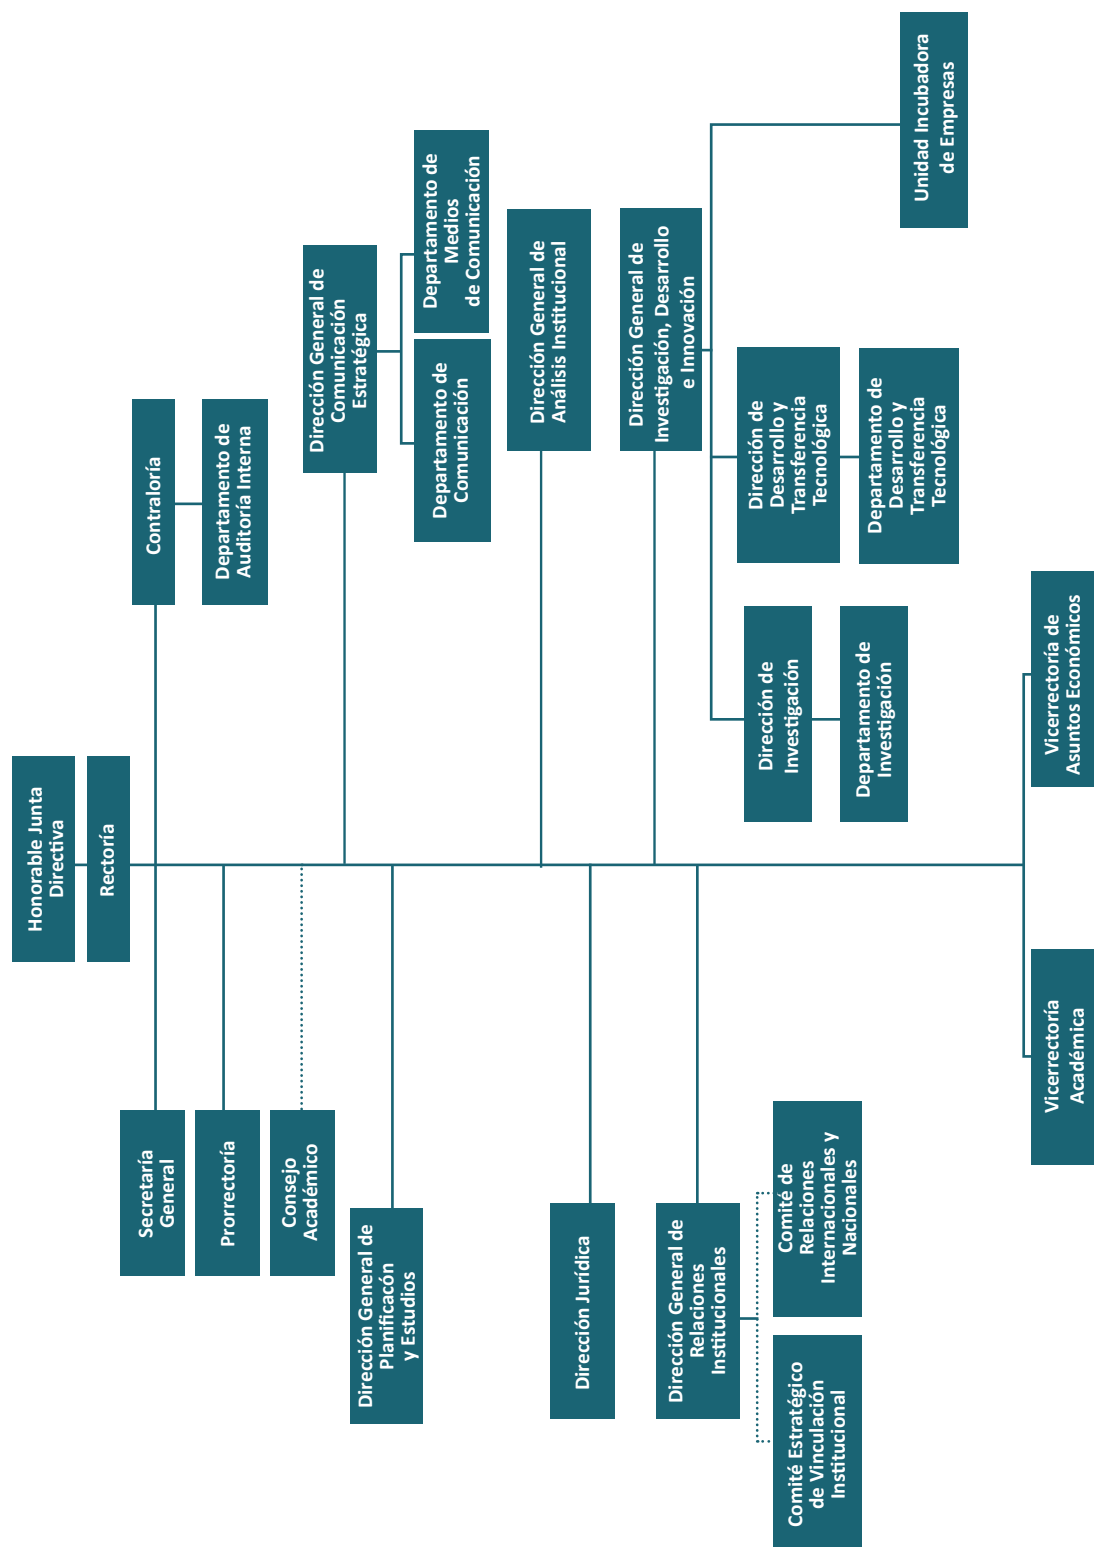 Honorable Junta
Directiva
Rectoría
Secretaría
General
Contraloría
Departamento de
Auditoría Interna
Prorrectoría
Consejo
Académico
Dirección General de
Comunicación
Estratégica
Departamento de
Comunicación
Departamento de
Medios
de Comunicación
Dirección General de
Planificacón
y Estudios
Dirección General de
Análisis Institucional
Dirección Jurídica
Dirección General de
Investigación, Desarrollo
e Innovación
Dirección General de
Relaciones
Institucionales
Comité Estratégico
de Vinculación
Institucional
Comité de
Relaciones
Internacionales y
Nacionales
Dirección de
Investigación
Departamento de
Investigación
Dirección de
Desarrollo y
Transferencia
Tecnológica
Departamento de
Desarrollo y
Transferencia
Tecnológica
Unidad Incubadora
de Empresas
Vicerrectoría
Académica
Vicerrectoría de
Asuntos Económicos